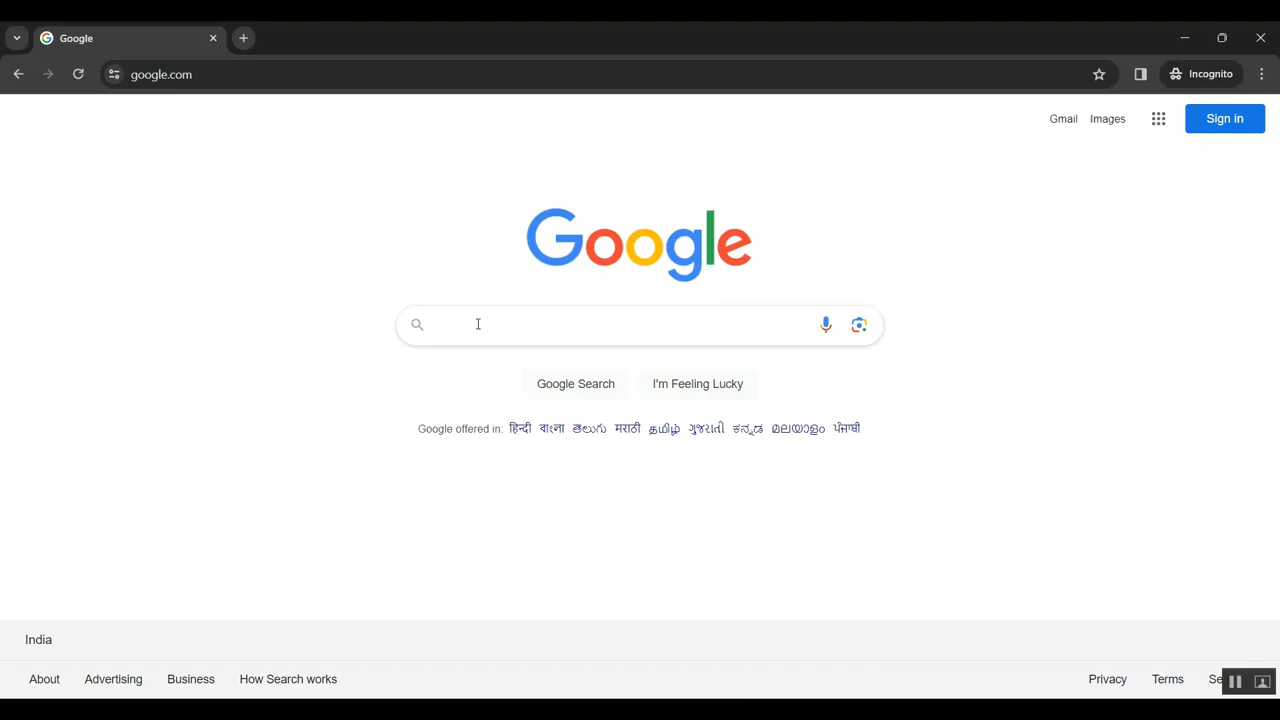 Google
google.com
Incognito
Gmail Images Sign in
Google
Google Search I'm Feeling Lucky
Google offered in: हिन्दी বাংলা తెలుగు मराठी தமிழ் ગુજરાતી ಕನ್ನಡ മലയാളം ਪੰਜਾਬੀ
India
About Advertising Business How Search works Privacy Terms